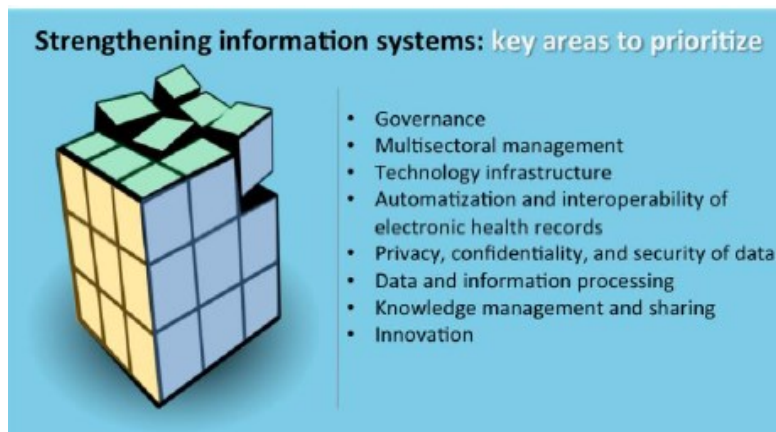 Strengthening information systems: key areas to prioritize
• Governance
• Multisectoral management
• Technology infrastructure
• Automatization and interoperability of
electronic health records
• Privacy, confidentiality, and security of data
• Data and information processing
• Knowledge management and sharing
• Innovation